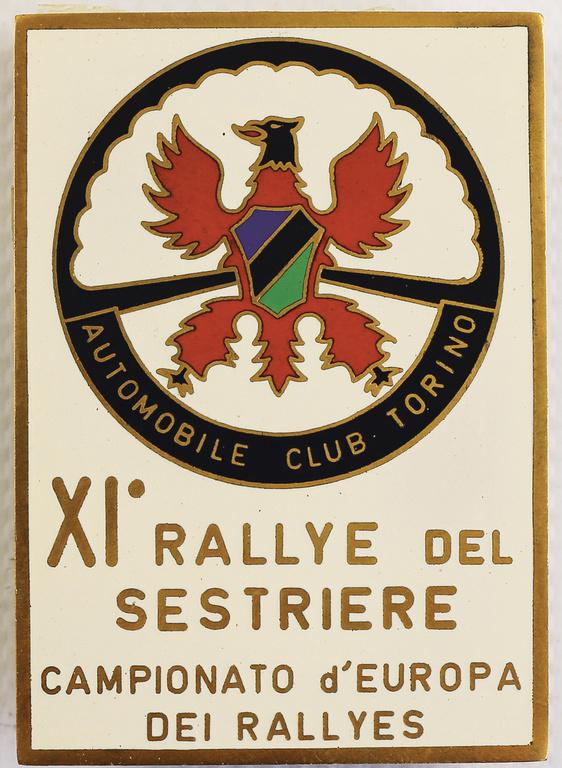 AUTOMOBILE CLUB TORINO
XI° RALLYE DEL
SESTRIERE
CAMPIONATO d'EUROPA
DEI RALLYES